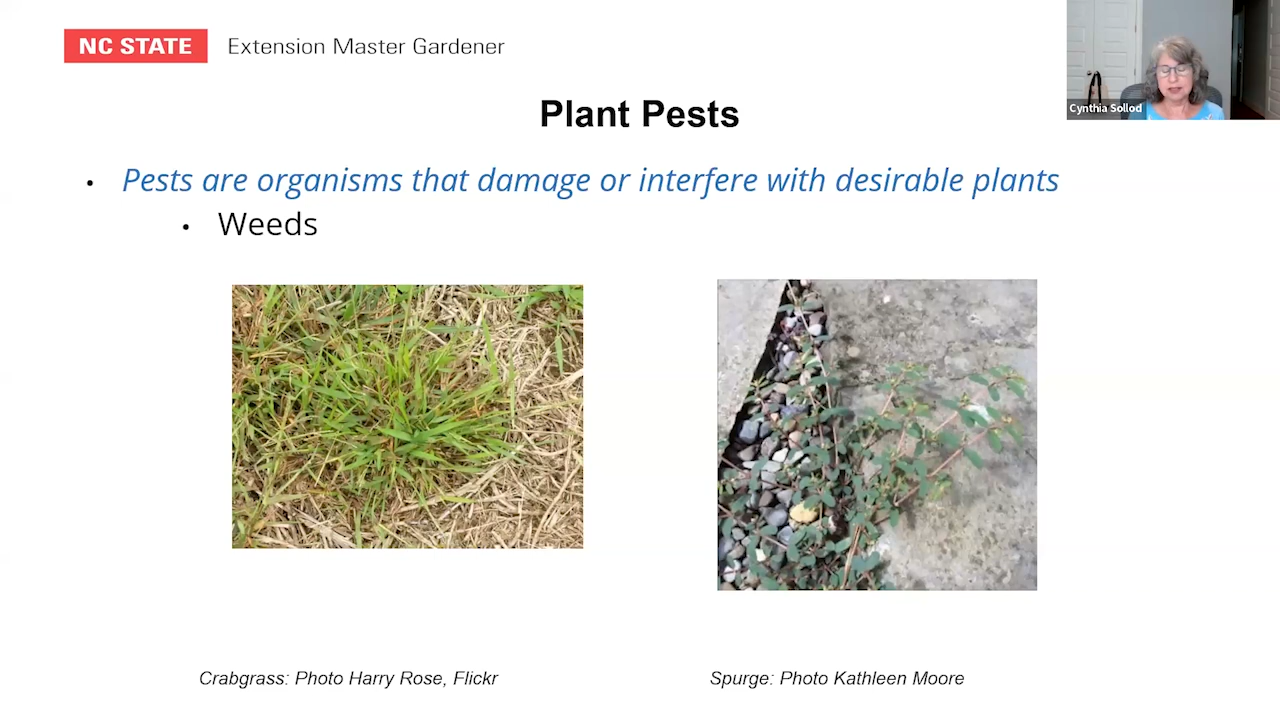 NC STATE Extension Master Gardener
Cynthia Sollod
Plant Pests
• Pests are organisms that damage or interfere with desirable plants
• Weeds
Crabgrass: Photo Harry Rose, Flickr
Spurge: Photo Kathleen Moore